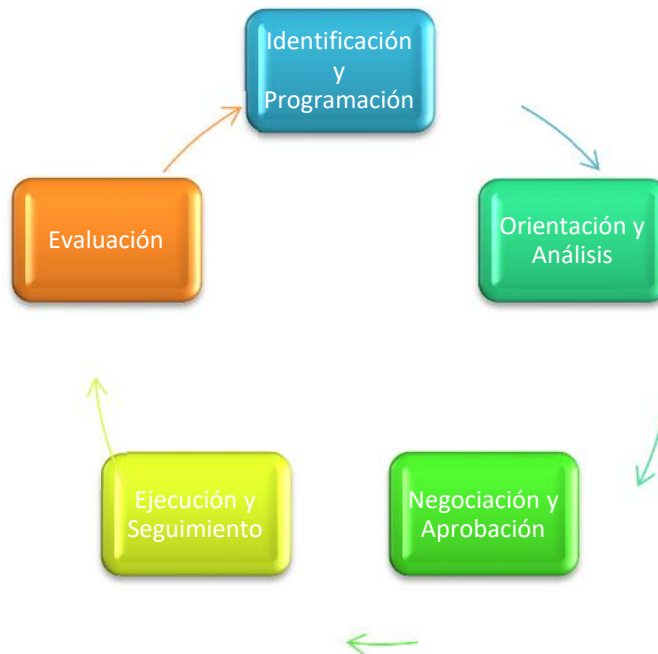 Identificación
y
Programación
Orientación y
Análisis
Negociación y
Aprobación
Ejecución y
Seguimiento
Evaluación